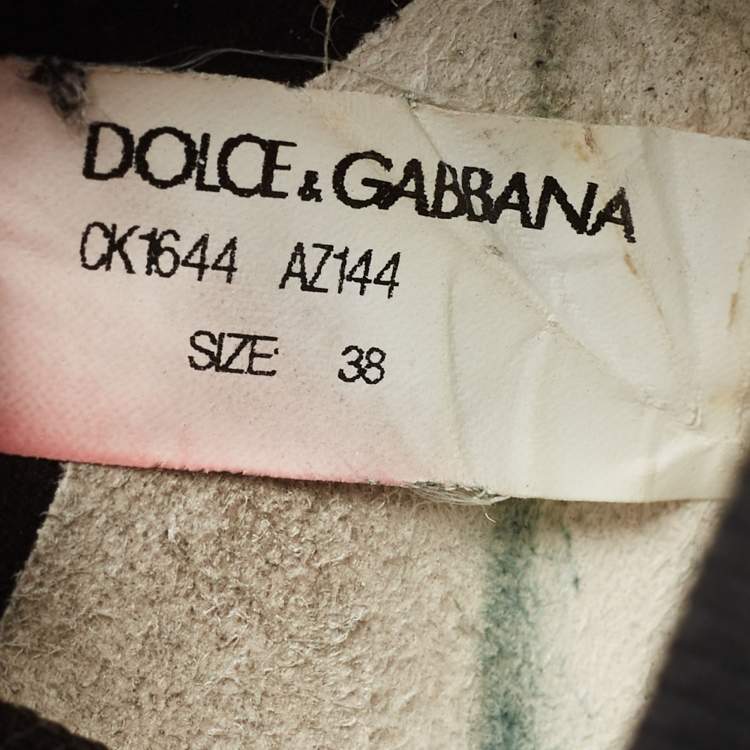 DOLCE & GABBANA
CK1644 AZ144
SIZE: 38